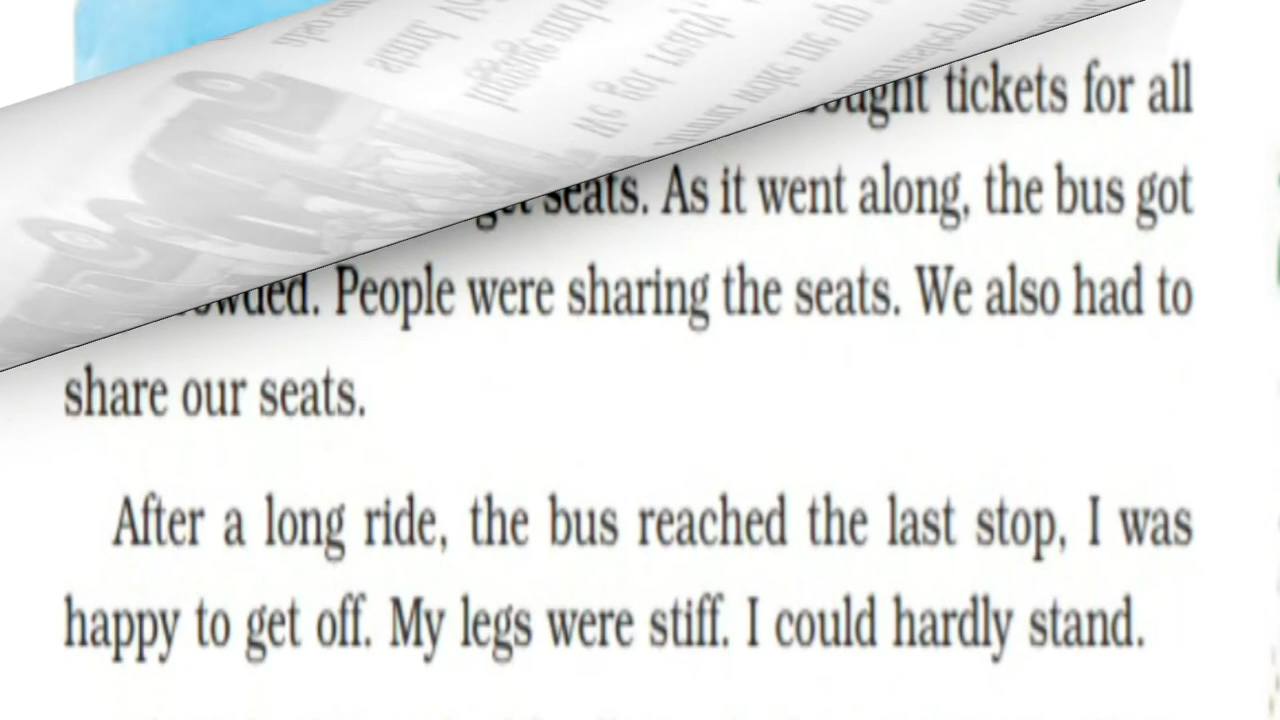 tickets for all
seats. As it went along, the bus got
People were sharing the seats. We also had to
share our seats.
After a long ride, the bus reached the last stop, I was
happy to get off. My legs were stiff. I could hardly stand.